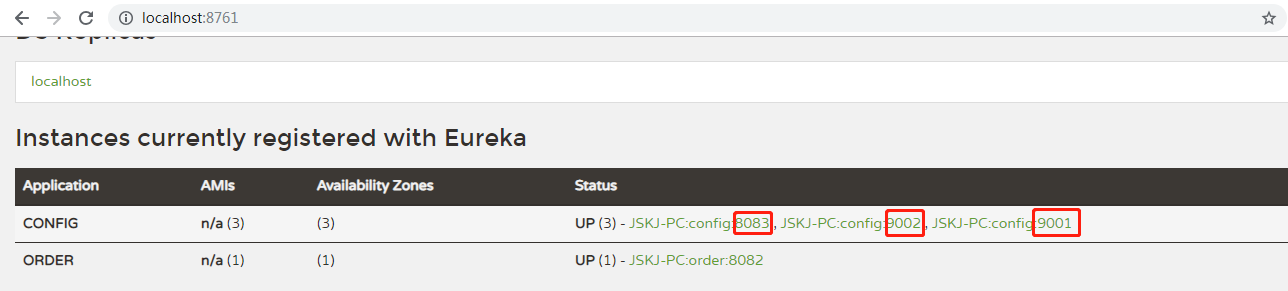 localhost:8761
DS Replicas
localhost
Instances currently registered with Eureka
Application AMIs Availability Zones Status
CONFIG n/a (3) (3) UP (3) - JSKJ-PC:config:8083 , JSKJ-PC:config:9002 , JSKJ-PC:config:9001
ORDER n/a (1) (1) UP (1) - JSKJ-PC:order:8082